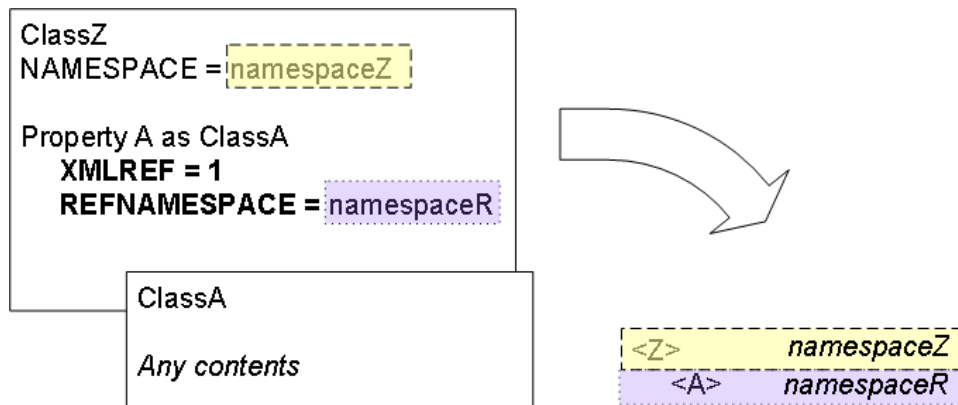 ClassZ
NAMESPACE = namespaceZ
Property A as ClassA
XMLREF = 1
REFNAMESPACE = namespaceR
ClassA
Any contents
<Z> namespaceZ
<A> namespaceR